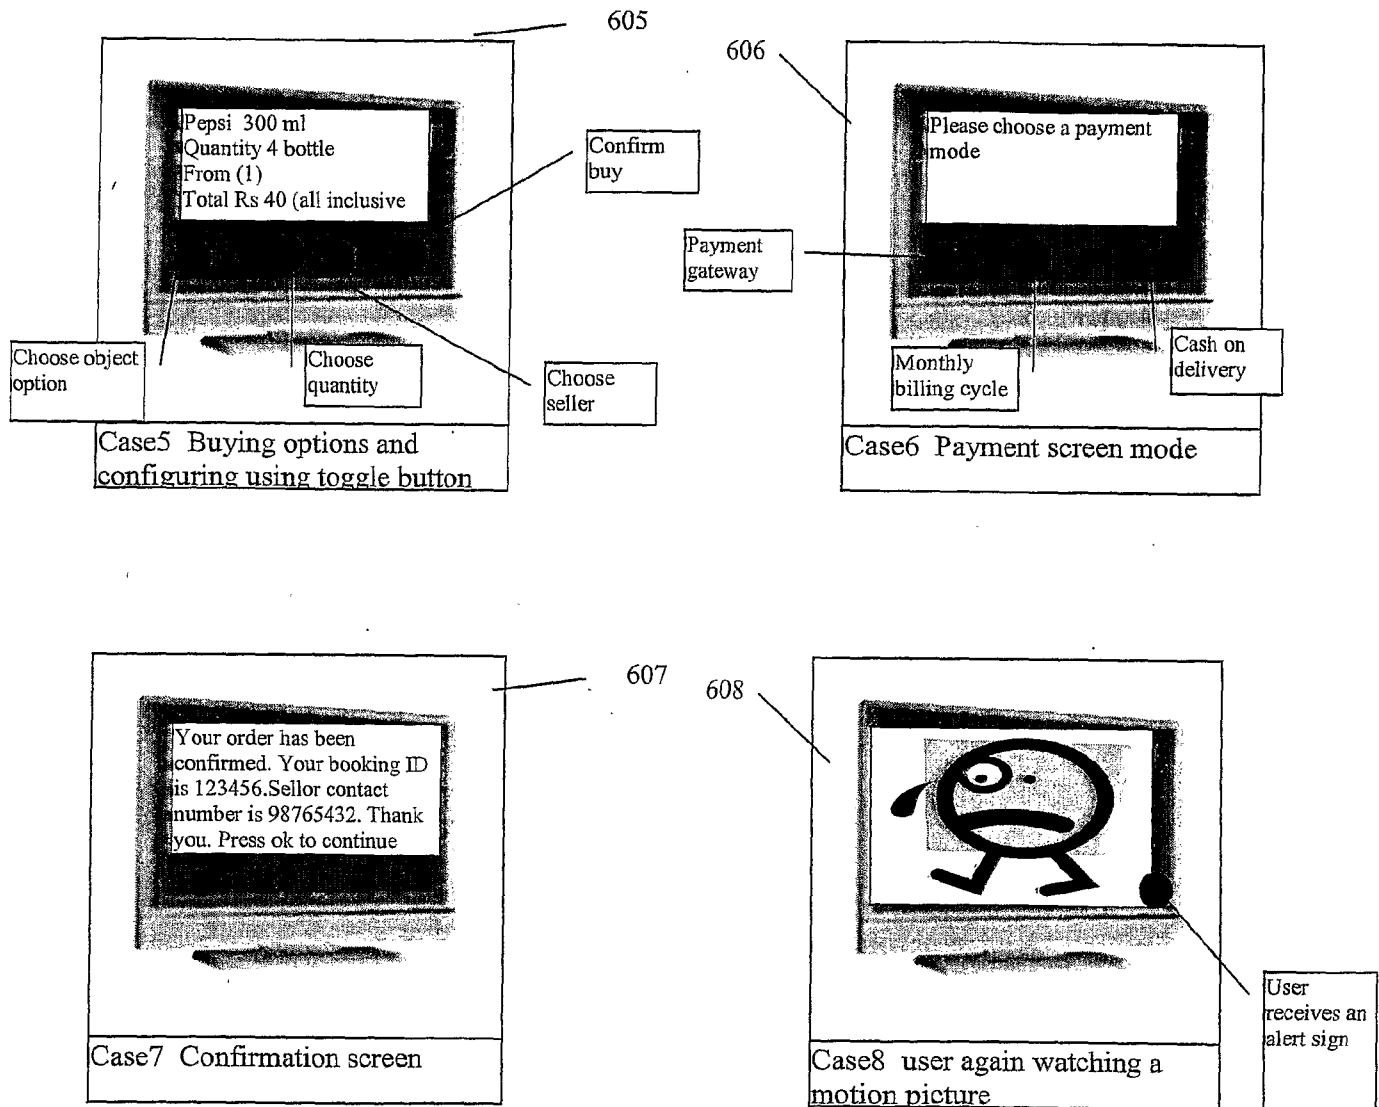 605
Pepsi 300 ml
Quantity 4 bottle
From (1)
Total Rs 40 (all inclusive
Confirm
buy
Choose object
option
Choose
quantity
Choose
seller
Case5 Buying options and
configuring using toggle button
606
Please choose a payment
mode
Payment
gateway
Monthly
billing cycle
Cash on
delivery
Case6 Payment screen mode
607
Your order has been
confirmed. Your booking ID
is 123456.Sellor contact
number is 98765432. Thank
you. Press ok to continue
Case7 Confirmation screen
608
User
receives an
alert sign
Case8 user again watching a
motion picture